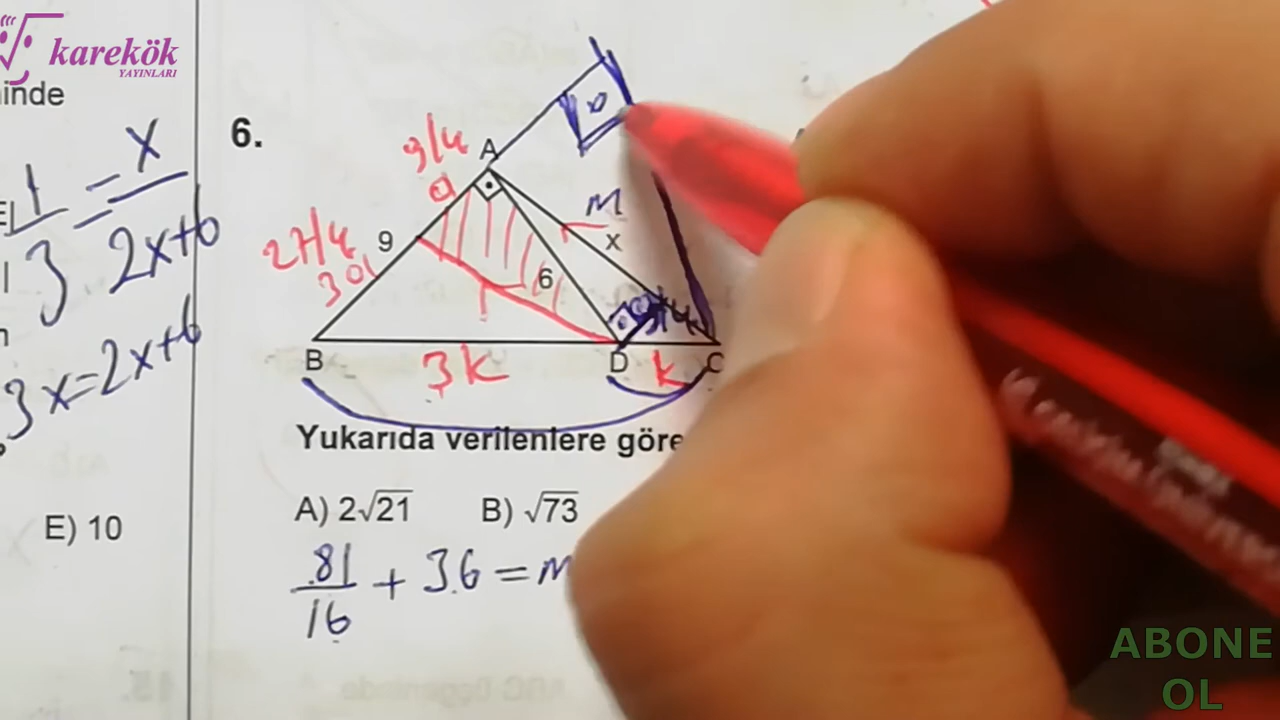 karekök
YAYINLARI
inde
1/3 = x/2x+6
3x=2x+6
E) 10
6.
9/4
a
A
27/4
9
3a
m
x
6
B
3k
D
k
C
Yukarıda verilenlere göre
A) 2√21 B) √73
81/16 + 36 = m
ABONE
OL